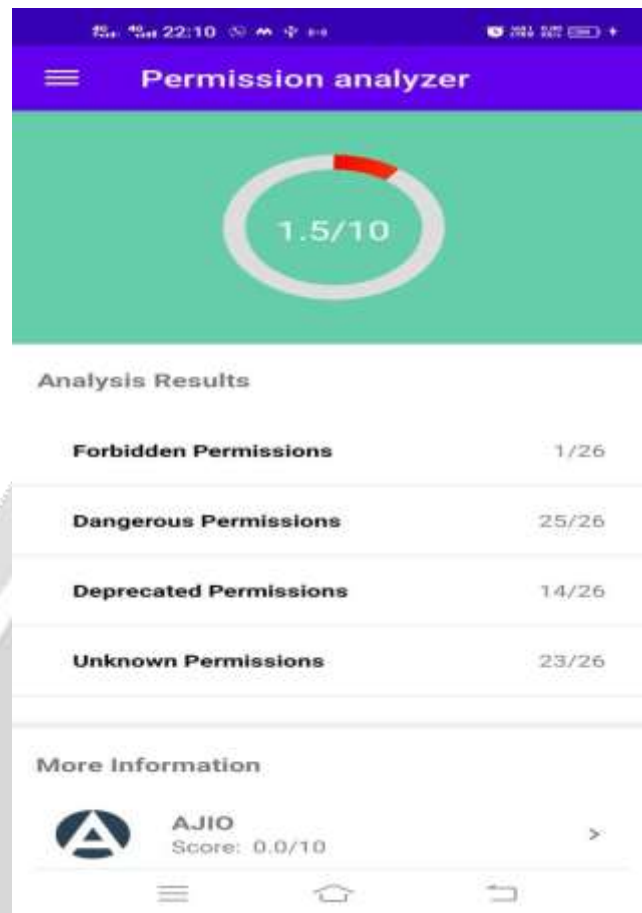 22:10
Permission analyzer
1.5/10
Analysis Results
Forbidden Permissions 1/26
Dangerous Permissions 25/26
Deprecated Permissions 14/26
Unknown Permissions 23/26
More Information
AJIO
Score: 0.0/10